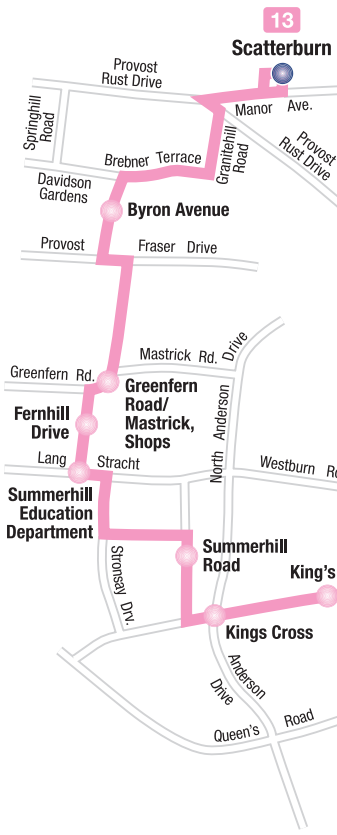 13
Scatterburn
Provost
Rust Drive
Manor Ave.
Springhill
Road
Granitehill
Road
Provost
Rust Drive
Brebner Terrace
Davidson
Gardens
Byron Avenue
Provost Fraser Drive
Mastrick Rd.
Drive
Greenfern Rd.
Greenfern
Road/
Mastrick,
Shops
North Anderson
Fernhill
Drive
Lang Stracht
Westburn Rd
Summerhill
Education
Department
Summerhill
Road
Stronsay Drv.
King's
Kings Cross
Anderson
Drive
Queen's Road